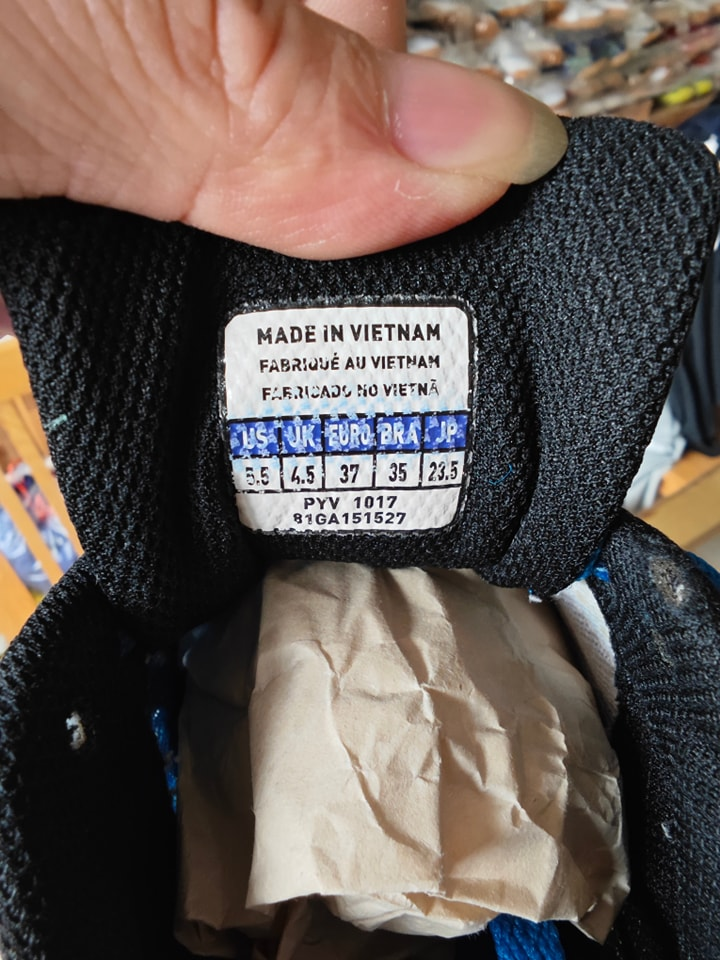 MADE IN VIETNAM
FABRIQUÉ AU VIETNAM
FABRICADO NO VIETNÃ
US UK EURO BRA JP
5.5 4.5 37 35 23.5
PYV 1017
81GA151527